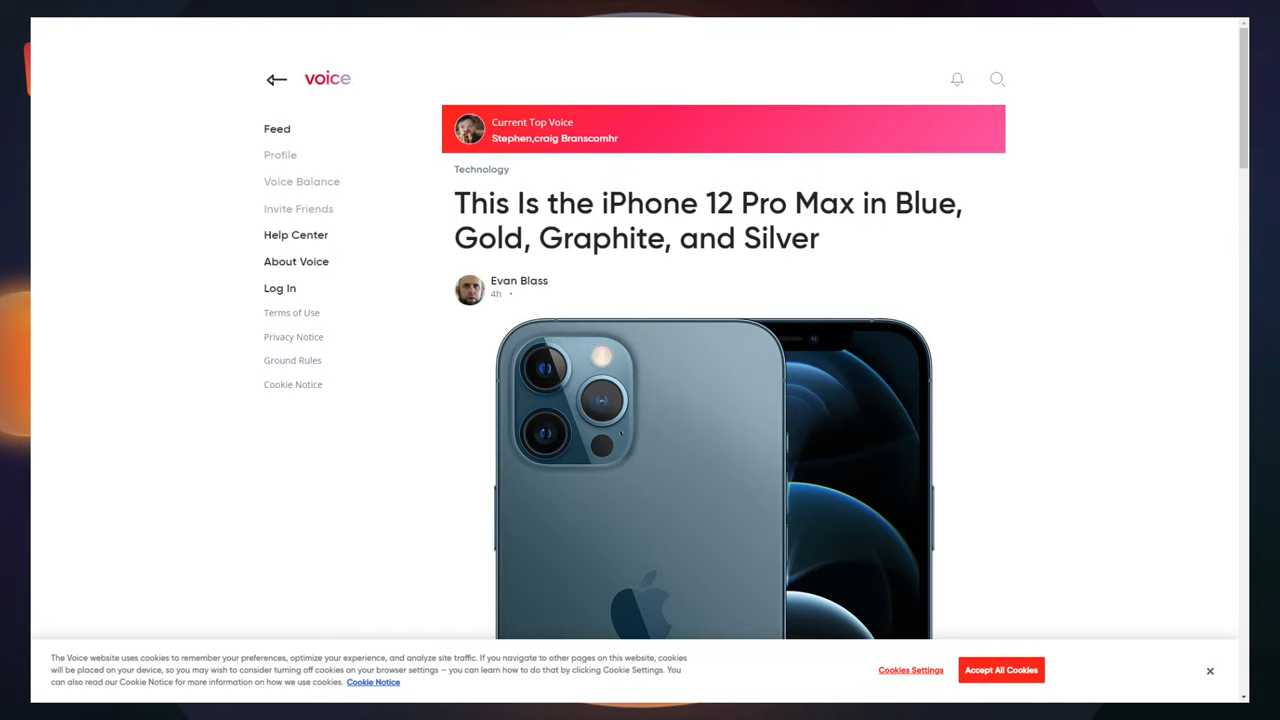 voice
Current Top Voice
Stephen,craig Branscomhr
Feed
Profile
Voice Balance
Invite Friends
Help Center
About Voice
Log In
Terms of Use
Privacy Notice
Ground Rules
Cookie Notice
Technology
This Is the iPhone 12 Pro Max in Blue,
Gold, Graphite, and Silver
Evan Blass
4h ·
The Voice website uses cookies to remember your preferences, optimize your experience, and analyze site traffic. If you navigate to other pages on this website, cookies
will be placed on your device, so you may wish to consider turning off cookies on your browser settings — you can learn how to do that by clicking Cookie Settings. You
can also read our Cookie Notice for more information on how we use cookies. Cookie Notice
Cookies Settings
Accept All Cookies